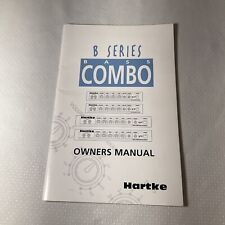 B SERIES
BASS
COMBO
OWNERS MANUAL
Hartke